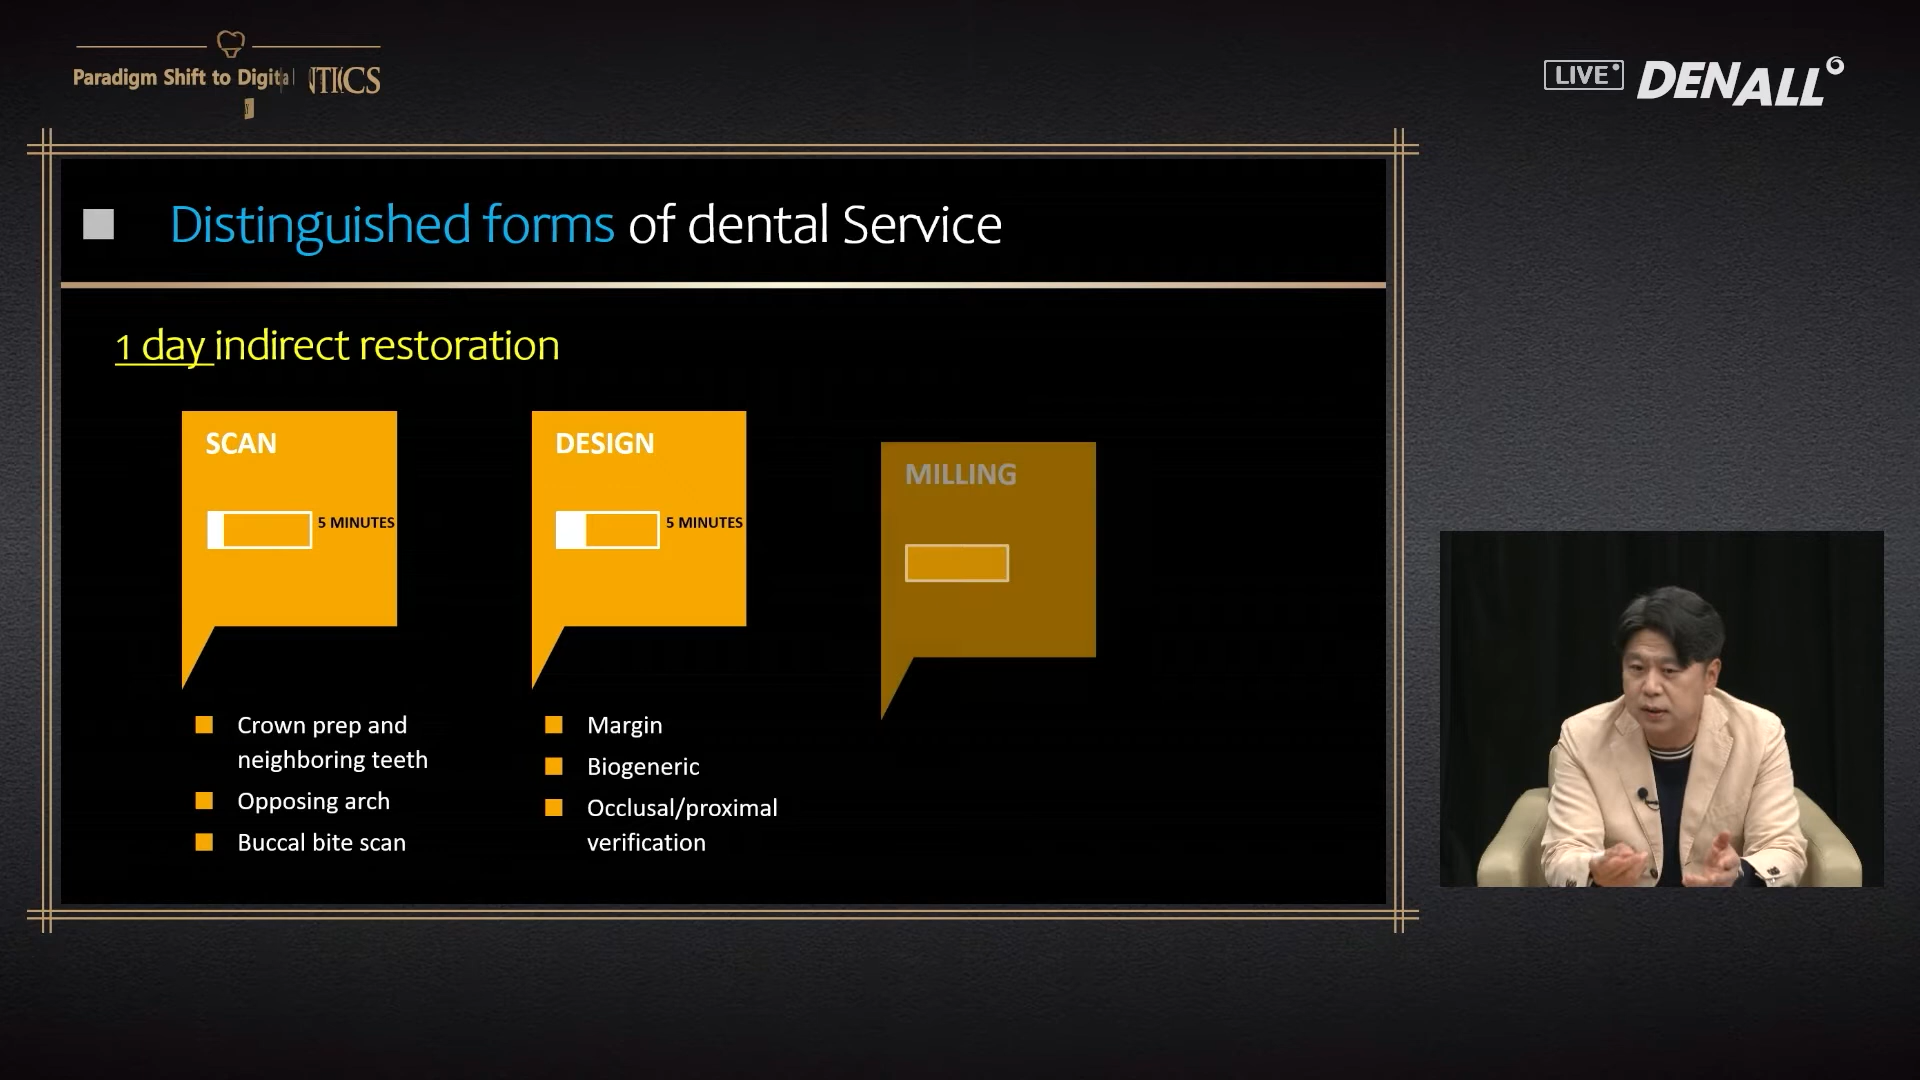 Paradigm Shift to Digita
LIVE
DENALL
Distinguished forms of dental Service
1 day indirect restoration
SCAN
5 MINUTES
Crown prep and
neighboring teeth
Opposing arch
Buccal bite scan
DESIGN
5 MINUTES
Margin
Biogeneric
Occlusal/proximal
verification
MILLING